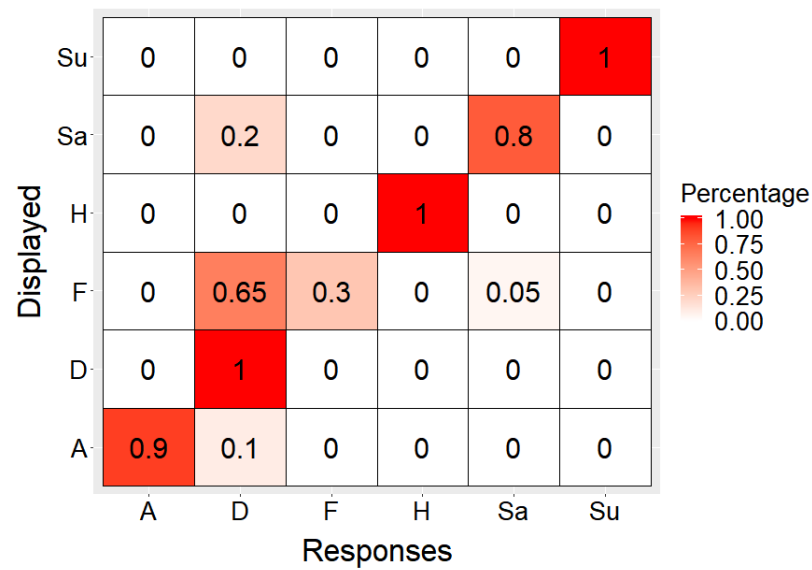 Su 0 0 0 0 0 1
Sa 0 0.2 0 0 0.8 0
H 0 0 0 1 0 0
F 0 0.65 0.3 0 0.05 0
D 0 1 0 0 0 0
A 0.9 0.1 0 0 0 0
A D F H Sa Su
Responses
Displayed
Percentage
1.00
0.75
0.50
0.25
0.00